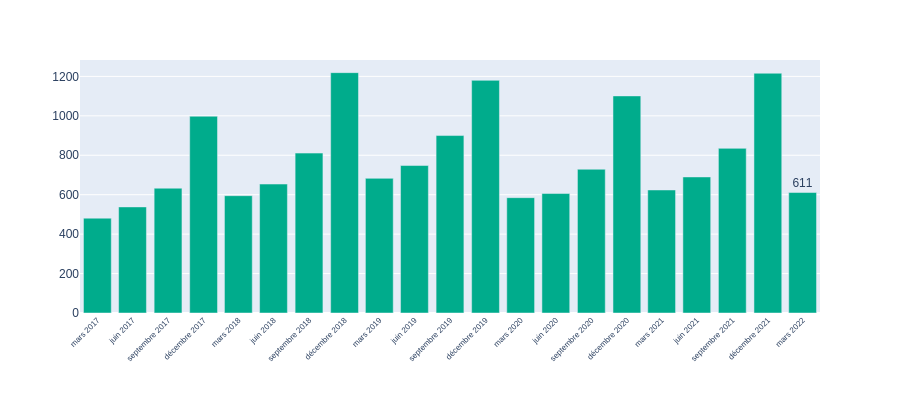 1200
1000
800
600
400
200
0
611
mars 2017
juin 2017
septembre 2017
décembre 2017
mars 2018
juin 2018
septembre 2018
décembre 2018
mars 2019
juin 2019
septembre 2019
décembre 2019
mars 2020
juin 2020
septembre 2020
décembre 2020
mars 2021
juin 2021
septembre 2021
décembre 2021
mars 2022